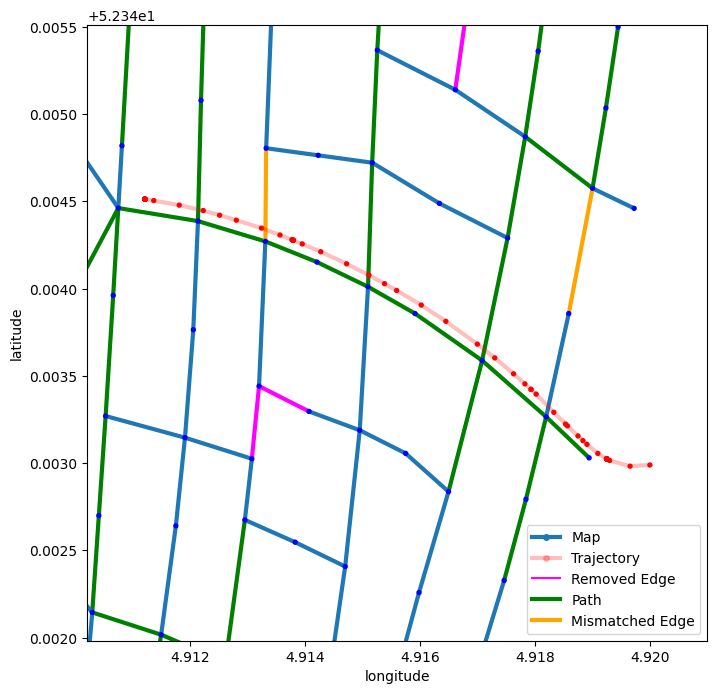 +5.234e1
0.0055
0.0050
0.0045
0.0040
0.0035
0.0030
0.0025
0.0020
latitude
4.912
4.914
4.916
4.918
4.920
longitude
Map
Trajectory
Removed Edge
Path
Mismatched Edge